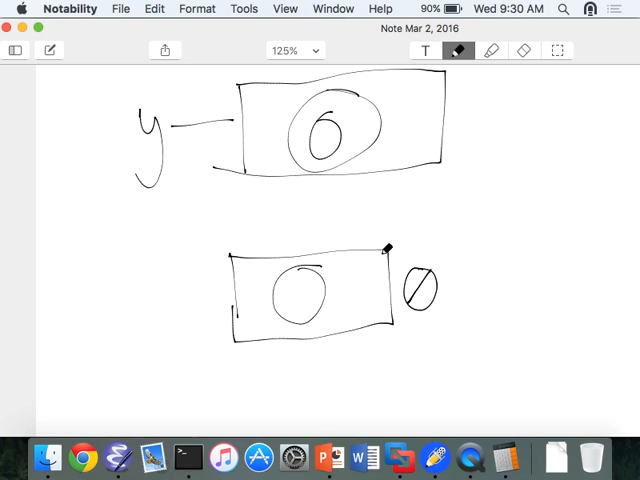 Notability File Edit Format Tools View Window Help 90% Wed 9:30 AM
Note Mar 2, 2016
125% T
y 6
∅